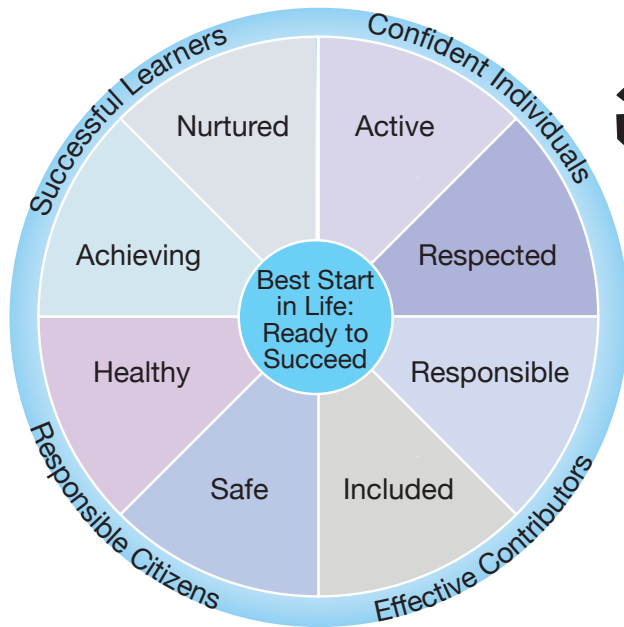 Successful Learners
Confident Individuals
Nurtured
Active
Achieving
Respected
Best Start
in Life:
Ready to
Succeed
Healthy
Responsible
Safe
Included
Responsible Citizens
Effective Contributors